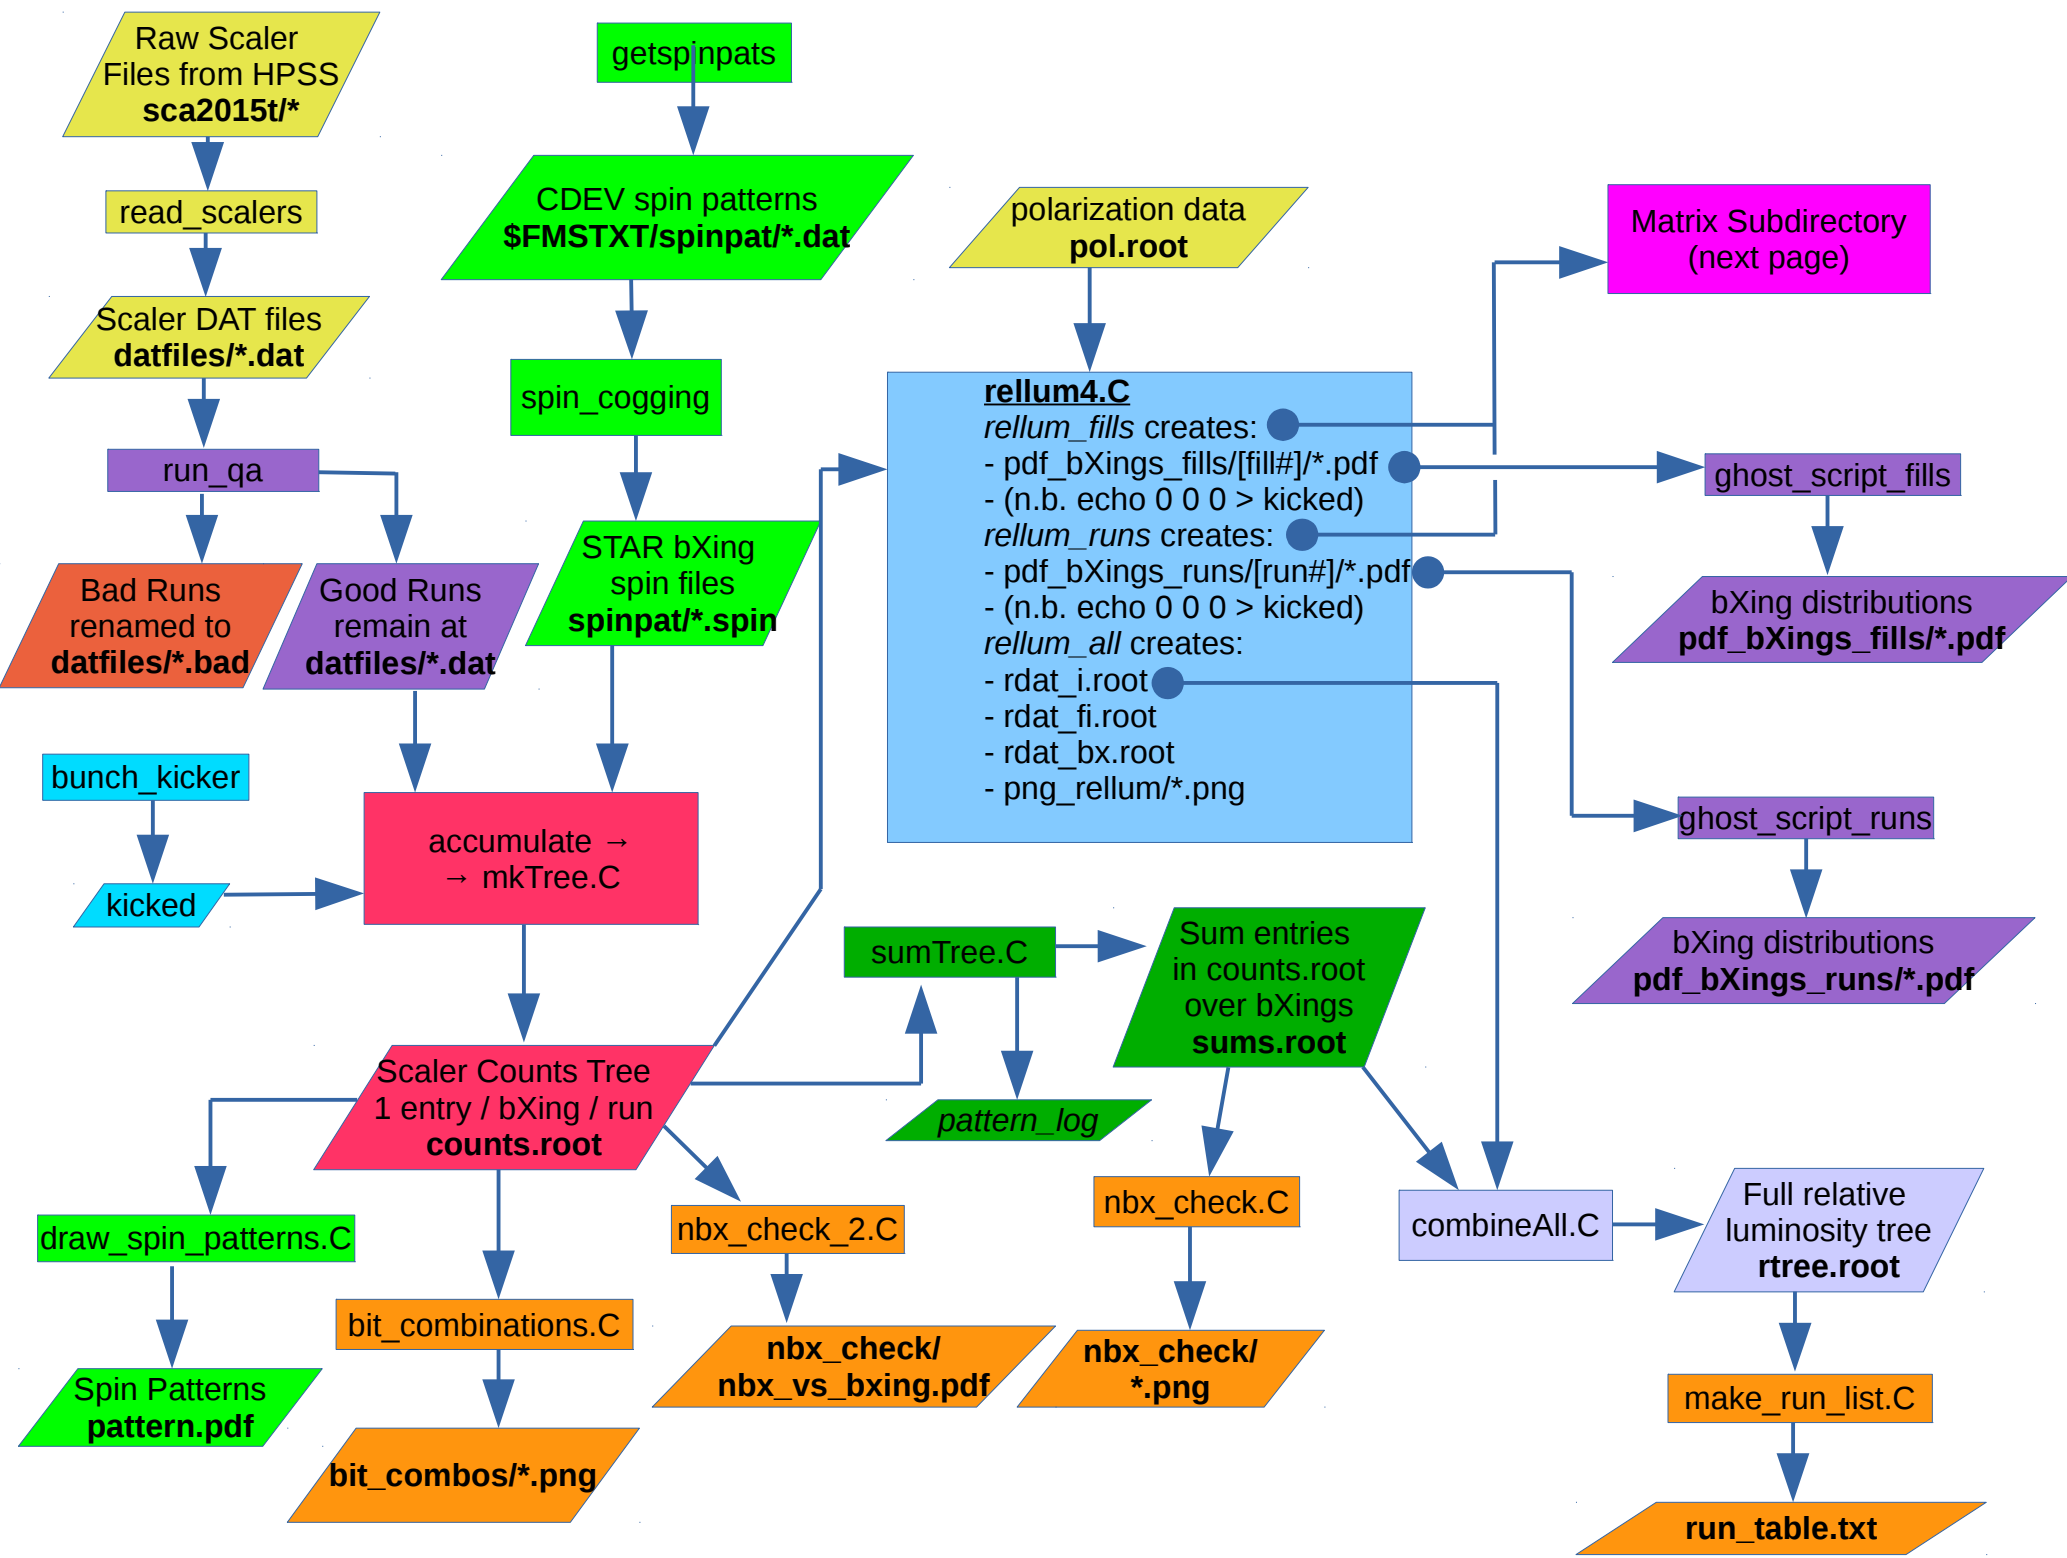 Raw Scaler
Files from HPSS
sca2015t/*
read_scalers
Scaler DAT files
datfiles/*.dat
run_qa
Bad Runs
renamed to
datfiles/*.bad
Good Runs
remain at
datfiles/*.dat
getspinpats
CDEV spin patterns
$FMSTXT/spinpat/*.dat
spin_cogging
STAR bXing
spin files
spinpat/*.spin
bunch_kicker
kicked
accumulate →
→ mkTree.C
Scaler Counts Tree
1 entry / bXing / run
counts.root
polarization data
pol.root
rellum4.C
rellum_fills creates:
- pdf_bXings_fills/[fill#]/*.pdf
- (n.b. echo 0 0 0 > kicked)
rellum_runs creates:
- pdf_bXings_runs/[run#]/*.pdf
- (n.b. echo 0 0 0 > kicked)
rellum_all creates:
- rdat_i.root
- rdat_fi.root
- rdat_bx.root
- png_rellum/*.png
Matrix Subdirectory
(next page)
ghost_script_fills
bXing distributions
pdf_bXings_fills/*.pdf
ghost_script_runs
bXing distributions
pdf_bXings_runs/*.pdf
sumTree.C
pattern_log
Sum entries
in counts.root
over bXings
sums.root
draw_spin_patterns.C
Spin Patterns
pattern.pdf
bit_combinations.C
bit_combos/*.png
nbx_check_2.C
nbx_check/
nbx_vs_bxing.pdf
nbx_check.C
nbx_check/
*.png
combineAll.C
Full relative
luminosity tree
rtree.root
make_run_list.C
run_table.txt